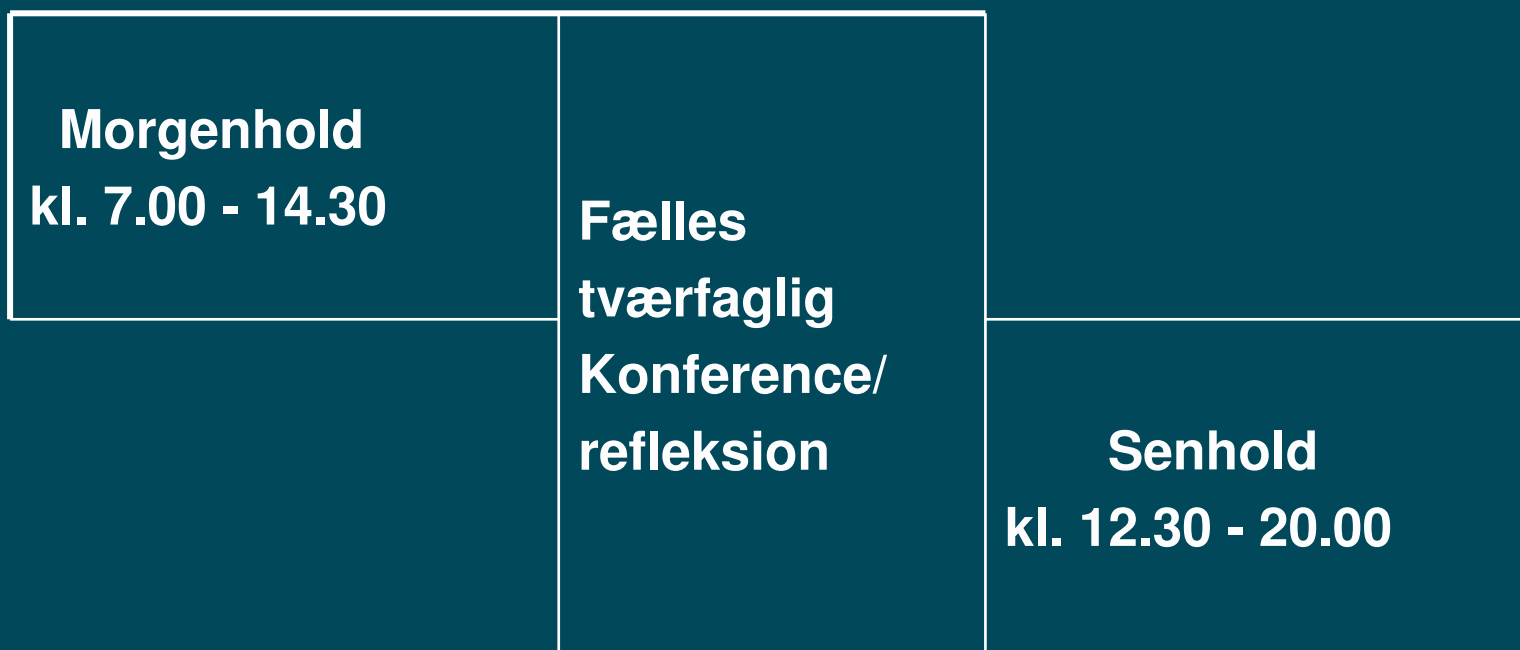 Morgenhold
kl. 7.00 - 14.30
Fælles
tværfaglig
Konference/
refleksion
Senhold
kl. 12.30 - 20.00